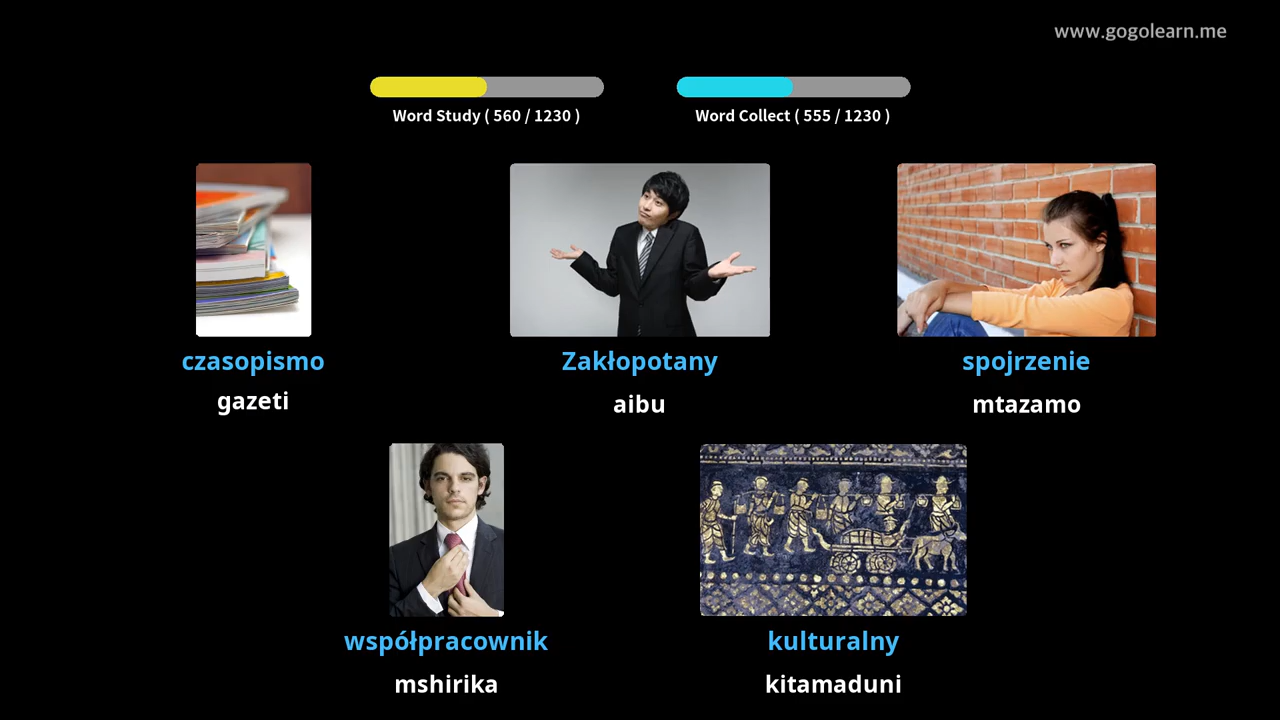 www.gogolearn.me
Word Study ( 560 / 1230 )
Word Collect ( 555 / 1230 )
czasopismo
Zakłopotany
spojrzenie
gazeti
aibu
mtazamo
współpracownik
kulturalny
mshirika
kitamaduni